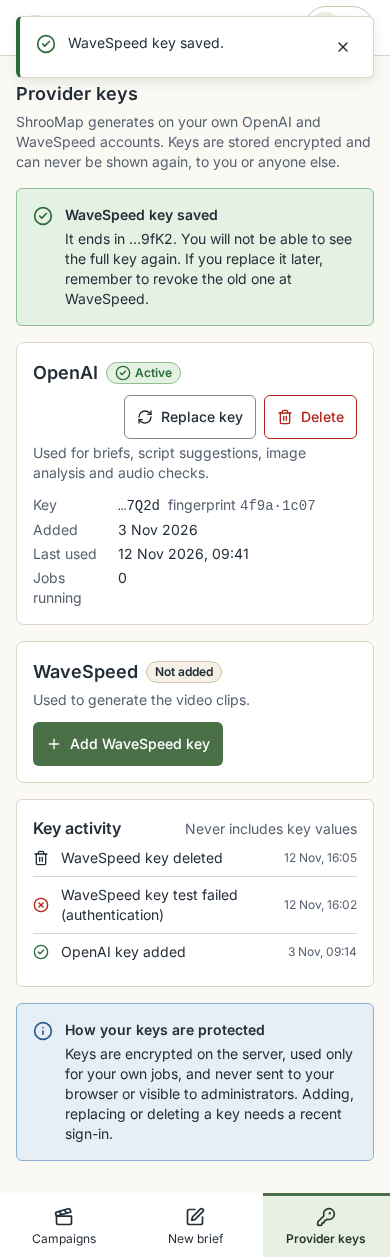 WaveSpeed key saved.
Provider keys
ShrooMap generates on your own OpenAI and
WaveSpeed accounts. Keys are stored encrypted and
can never be shown again, to you or anyone else.
WaveSpeed key saved
It ends in ...9fK2. You will not be able to see
the full key again. If you replace it later,
remember to revoke the old one at
WaveSpeed.
OpenAI Active
Replace key Delete
Used for briefs, script suggestions, image
analysis and audio checks.
Key …7Q2d fingerprint 4f9a·1c07
Added 3 Nov 2026
Last used 12 Nov 2026, 09:41
Jobs running 0
WaveSpeed Not added
Used to generate the video clips.
Add WaveSpeed key
Key activity Never includes key values
WaveSpeed key deleted 12 Nov, 16:05
WaveSpeed key test failed
(authentication) 12 Nov, 16:02
OpenAI key added 3 Nov, 09:14
How your keys are protected
Keys are encrypted on the server, used only
for your own jobs, and never sent to your
browser or visible to administrators. Adding,
replacing or deleting a key needs a recent
sign-in.
Campaigns New brief Provider keys